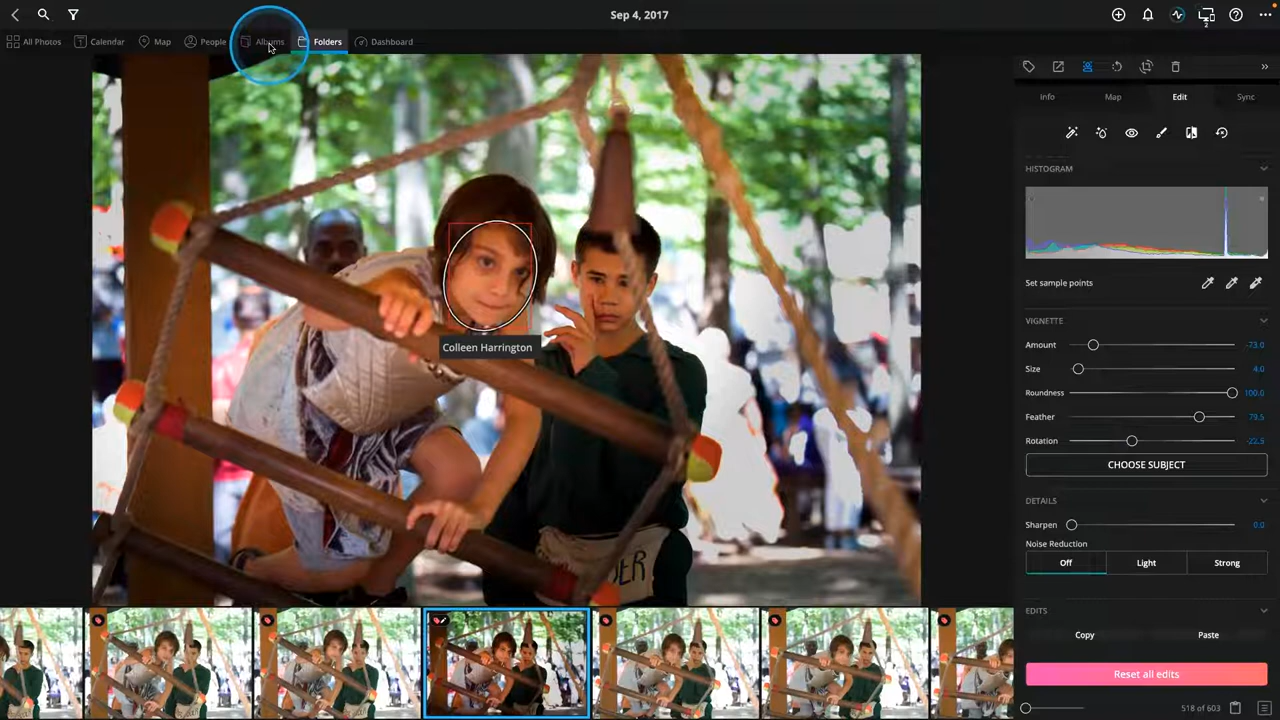 Sep 4, 2017
2
All Photos
Calendar
Map
People
Albums
Folders
Dashboard
Info
Map
Edit
Sync
HISTOGRAM
Set sample points
VIGNETTE
Amount -73.0
Size 4.0
Roundness 100.0
Feather 79.5
Rotation -22.5
CHOOSE SUBJECT
DETAILS
Sharpen 0.0
Noise Reduction
Off Light Strong
EDITS
Copy Paste
Reset all edits
518 of 603
Colleen Harrington